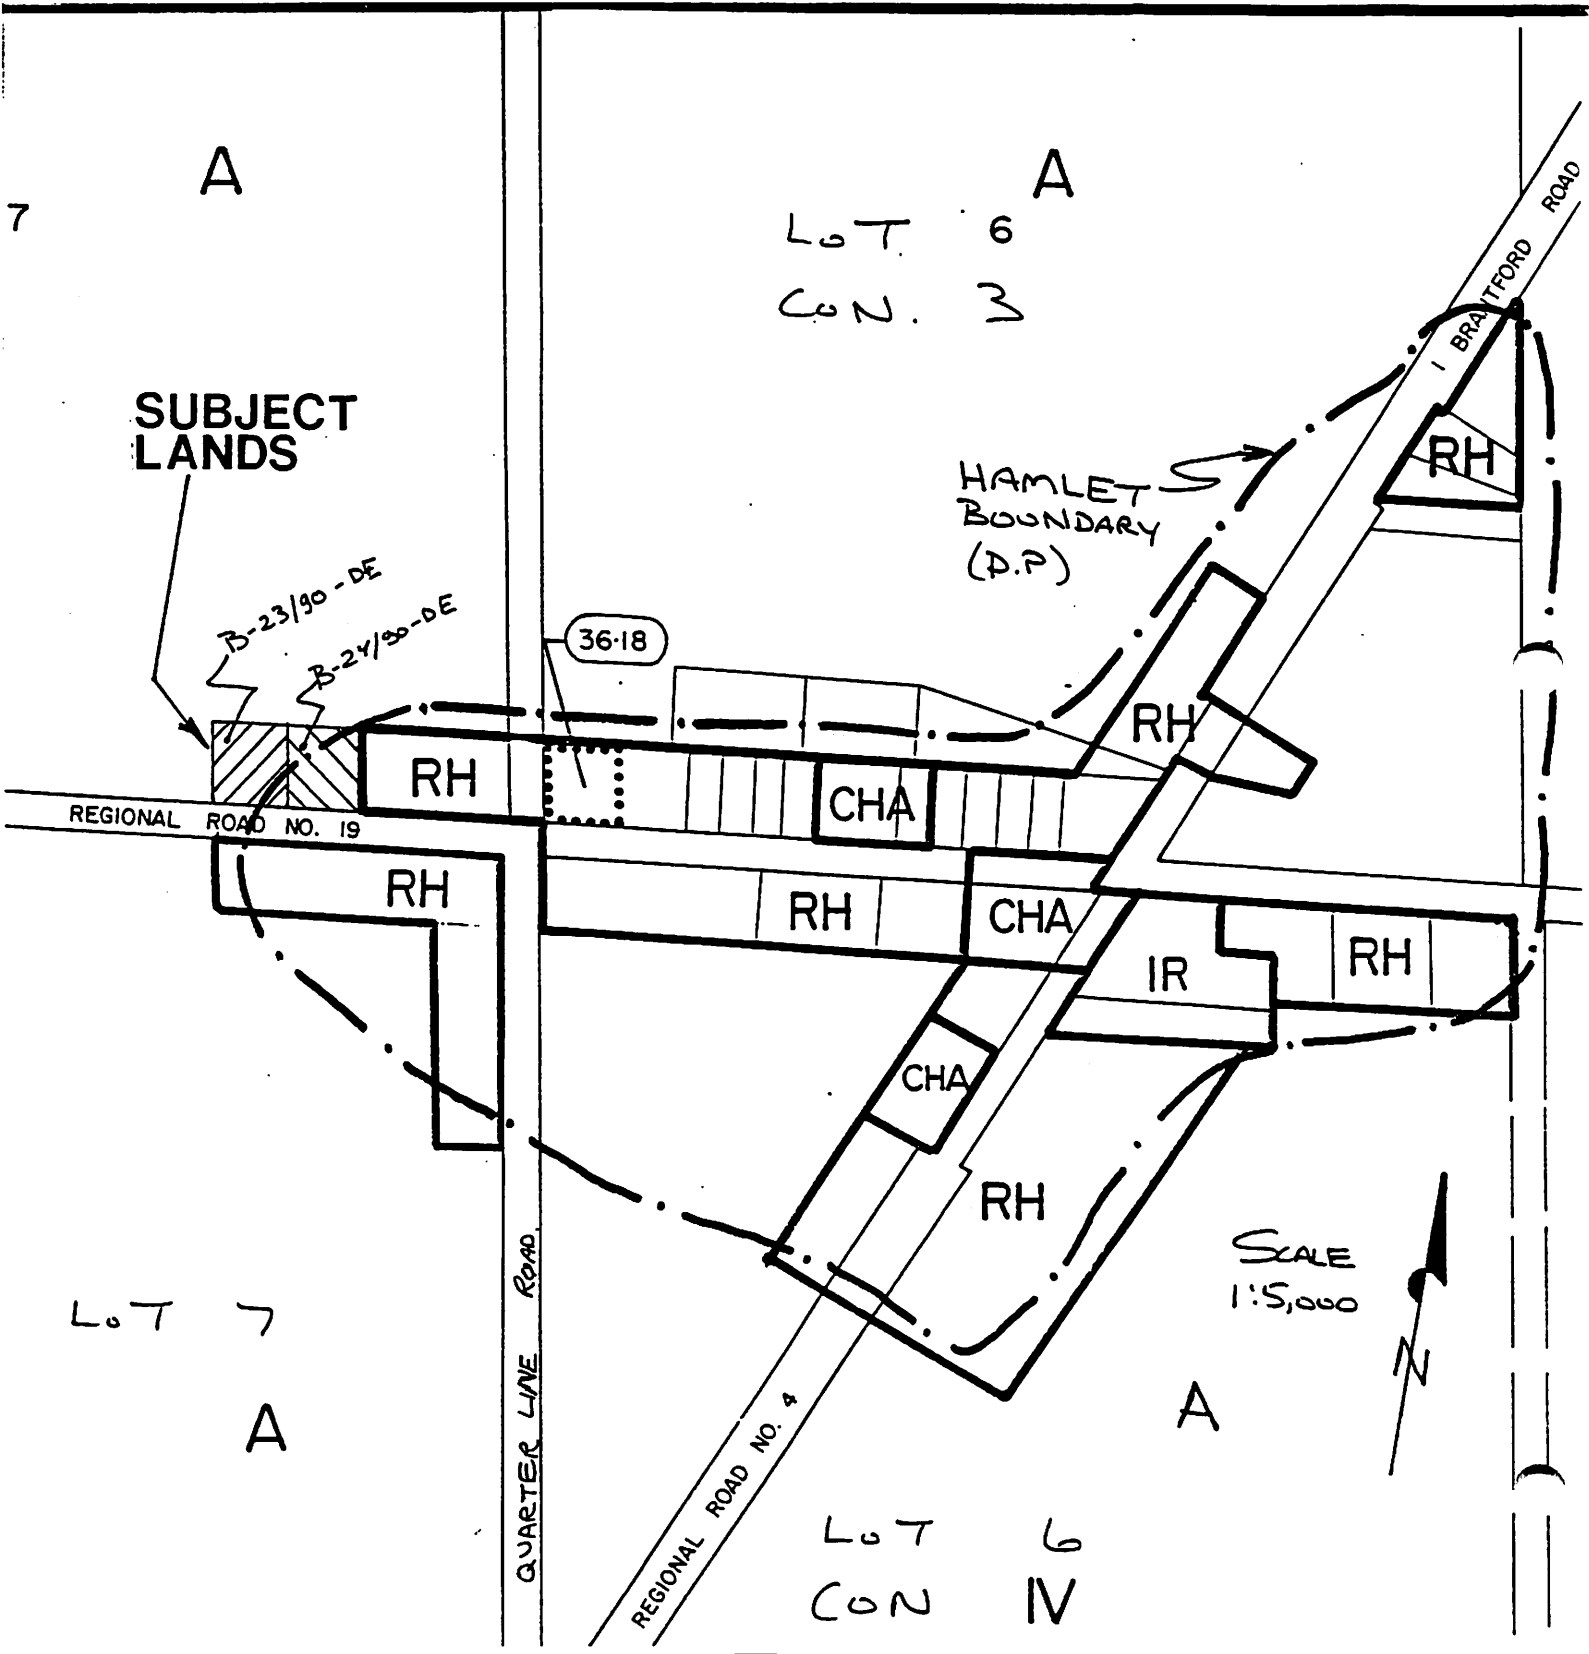 A
A
7
LOT 6
CON. 3
BRANTFORD ROAD
SUBJECT
LANDS
HAMLET
BOUNDARY
(D.P)
RH
B-23/90-DE
B-24/90-DE
36·18
RH
RH
CHA
REGIONAL ROAD NO. 19
RH
RH
CHA
IR
RH
CHA
RH
SCALE
1:5,000
N
LOT 7
A
A
QUARTER LINE ROAD
REGIONAL ROAD NO. 4
LOT 6
CON IV